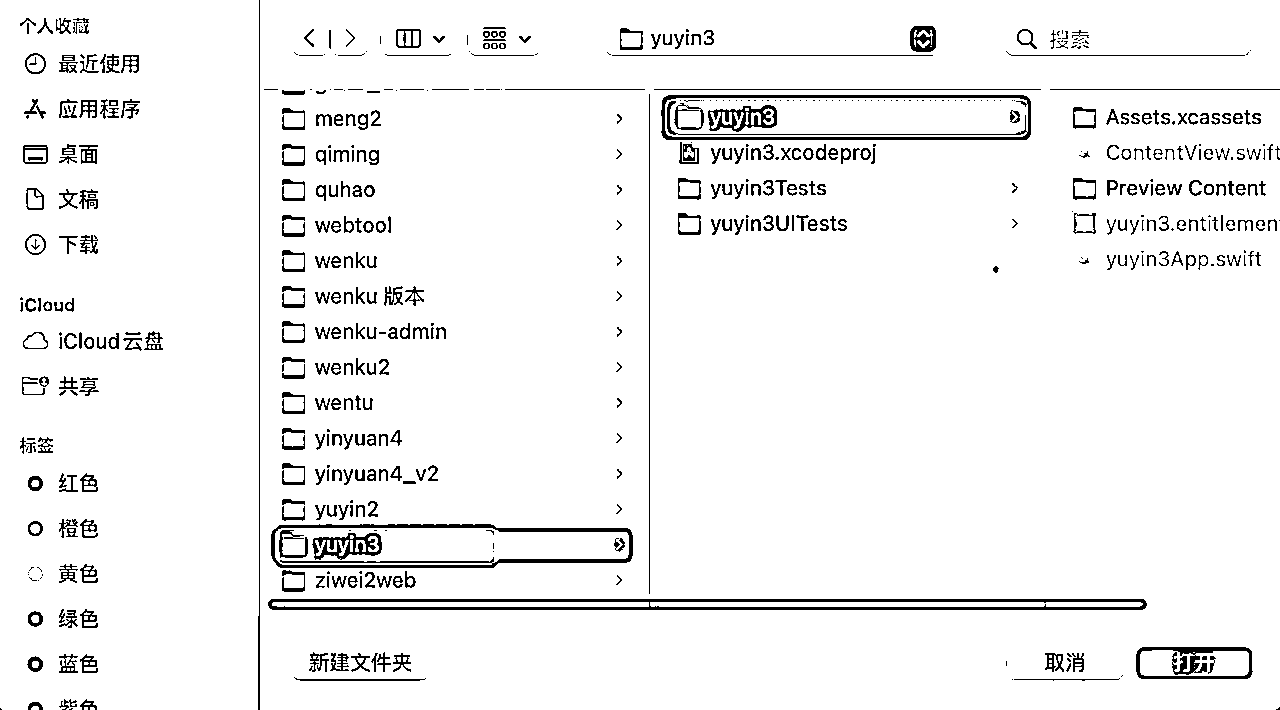 个人收藏
最近使用
应用程序
桌面
文稿
下载
iCloud
iCloud云盘
共享
标签
红色
橙色
黄色
绿色
蓝色
紫色
yuyin3
搜索
meng2
qiming
quhao
webtool
wenku
wenku 版本
wenku-admin
wenku2
wentu
yinyuan4
yinyuan4_v2
yuyin2
yuyin3
ziwei2web
yuyin3
yuyin3.xcodeproj
yuyin3Tests
yuyin3UITests
Assets.xcassets
ContentView.swift
Preview Content
yuyin3.entitlemen
yuyin3App.swift
新建文件夹
取消
打开